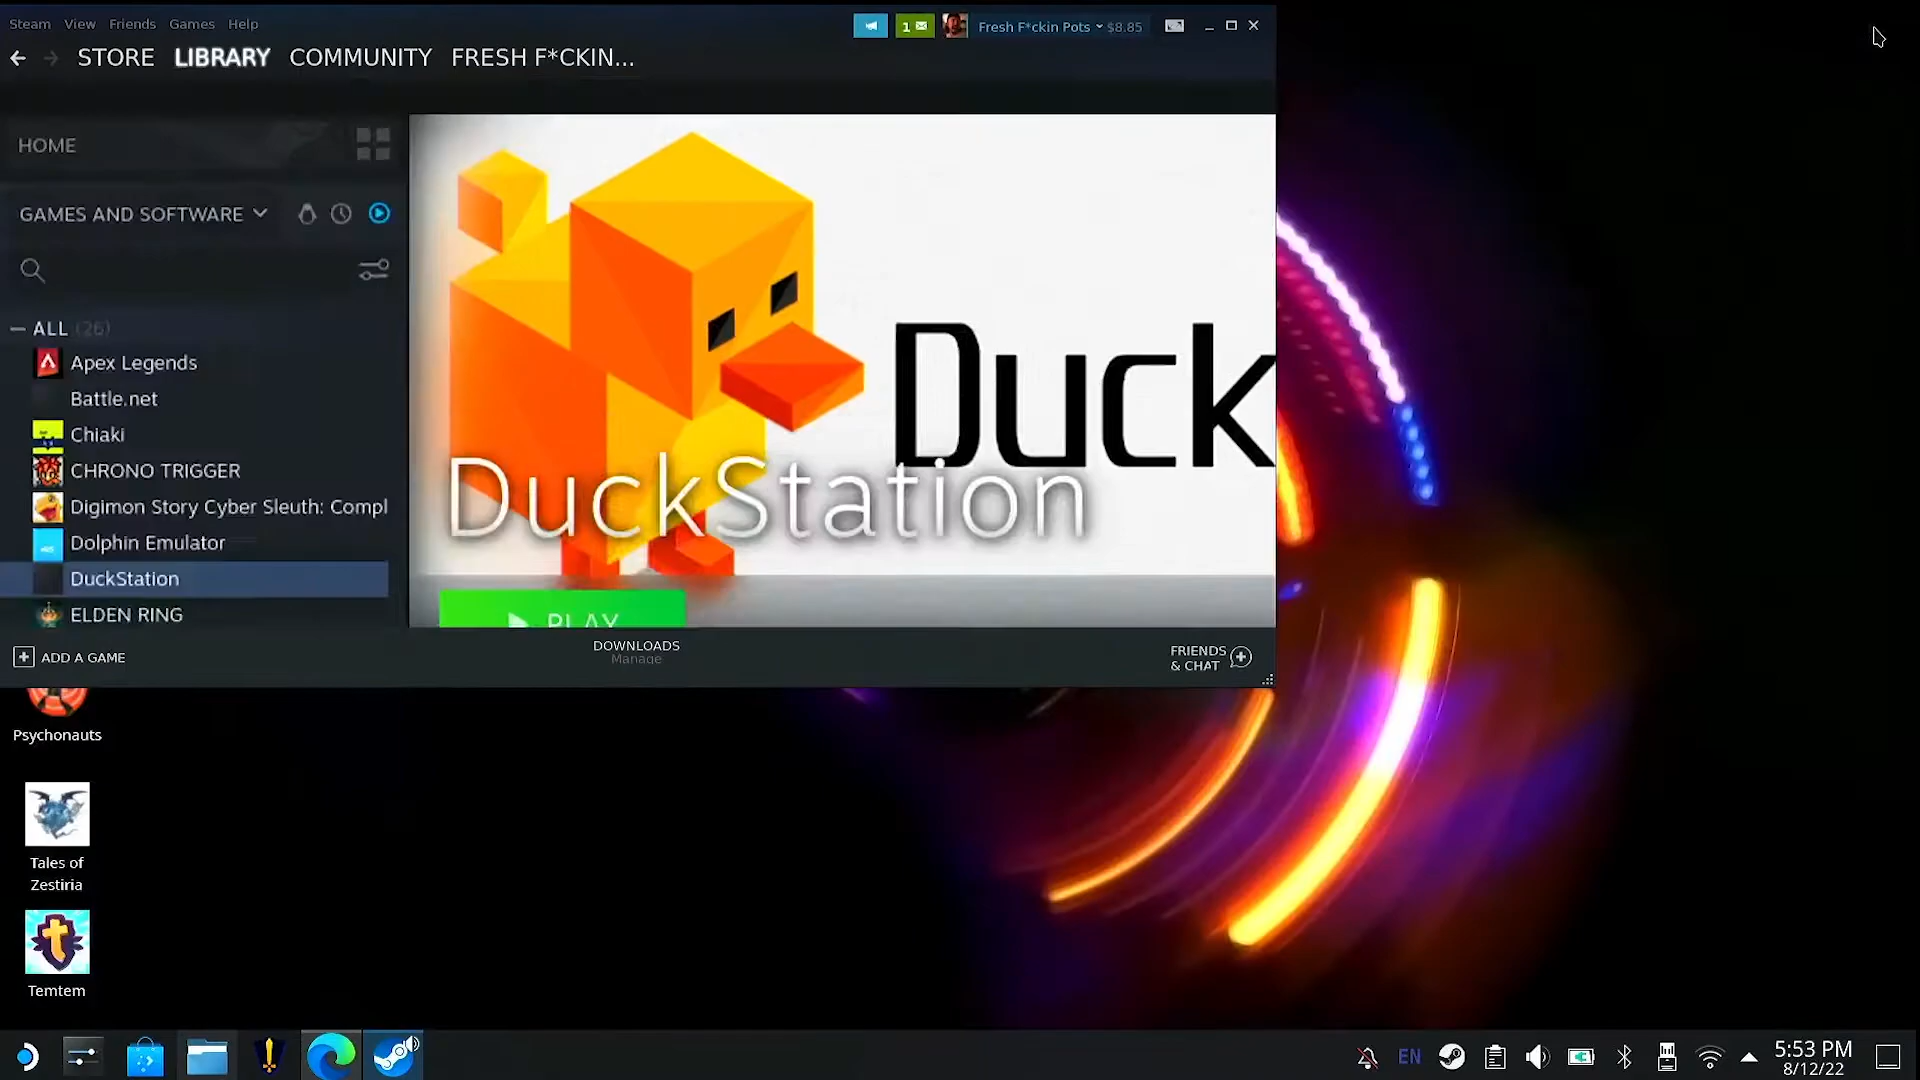 Steam View Friends Games Help
1 Fresh F*ckin Pots $8.85
STORE LIBRARY COMMUNITY FRESH F*CKIN...
HOME
GAMES AND SOFTWARE
ALL (26)
Apex Legends
Battle.net
Chiaki
CHRONO TRIGGER
Digimon Story Cyber Sleuth: Compl
Dolphin Emulator
DuckStation
ELDEN RING
Duck
DuckStation
PLAY
ADD A GAME
DOWNLOADS
Manage
FRIENDS
& CHAT
Psychonauts
Tales of
Zestiria
Temtem
EN
5:53 PM
8/12/22